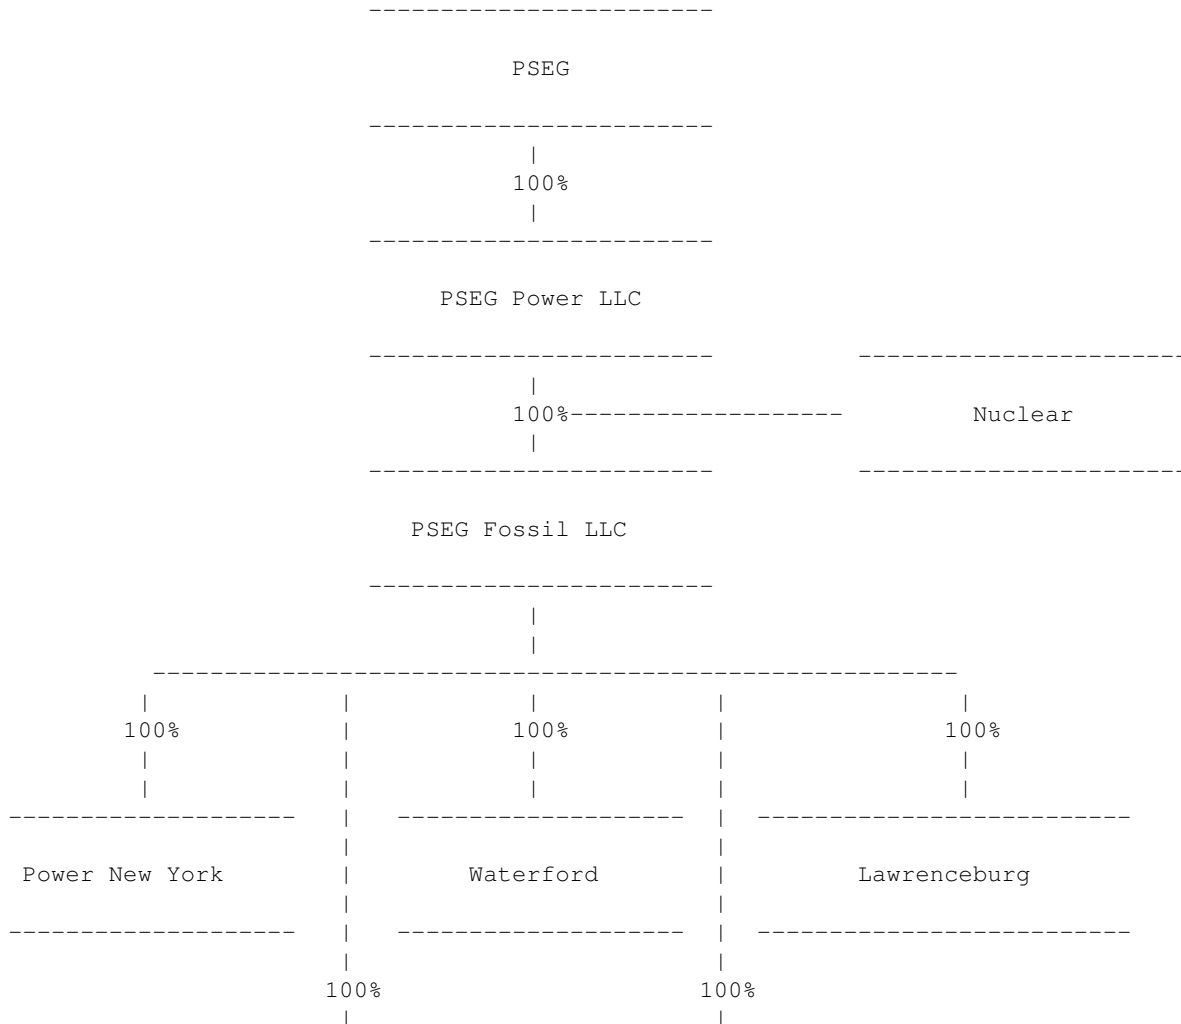 PSEG
100%
PSEG Power LLC
100% Nuclear
PSEG Fossil LLC
100% 100% 100%
Power New York Waterford Lawrenceburg
100% 100%